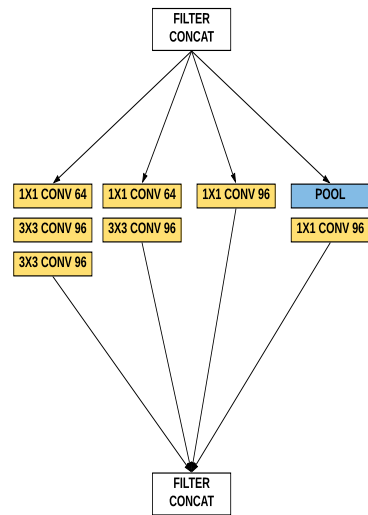 FILTER
CONCAT
1X1 CONV 64
1X1 CONV 64
1X1 CONV 96
POOL
3X3 CONV 96
3X3 CONV 96
1X1 CONV 96
3X3 CONV 96
FILTER
CONCAT